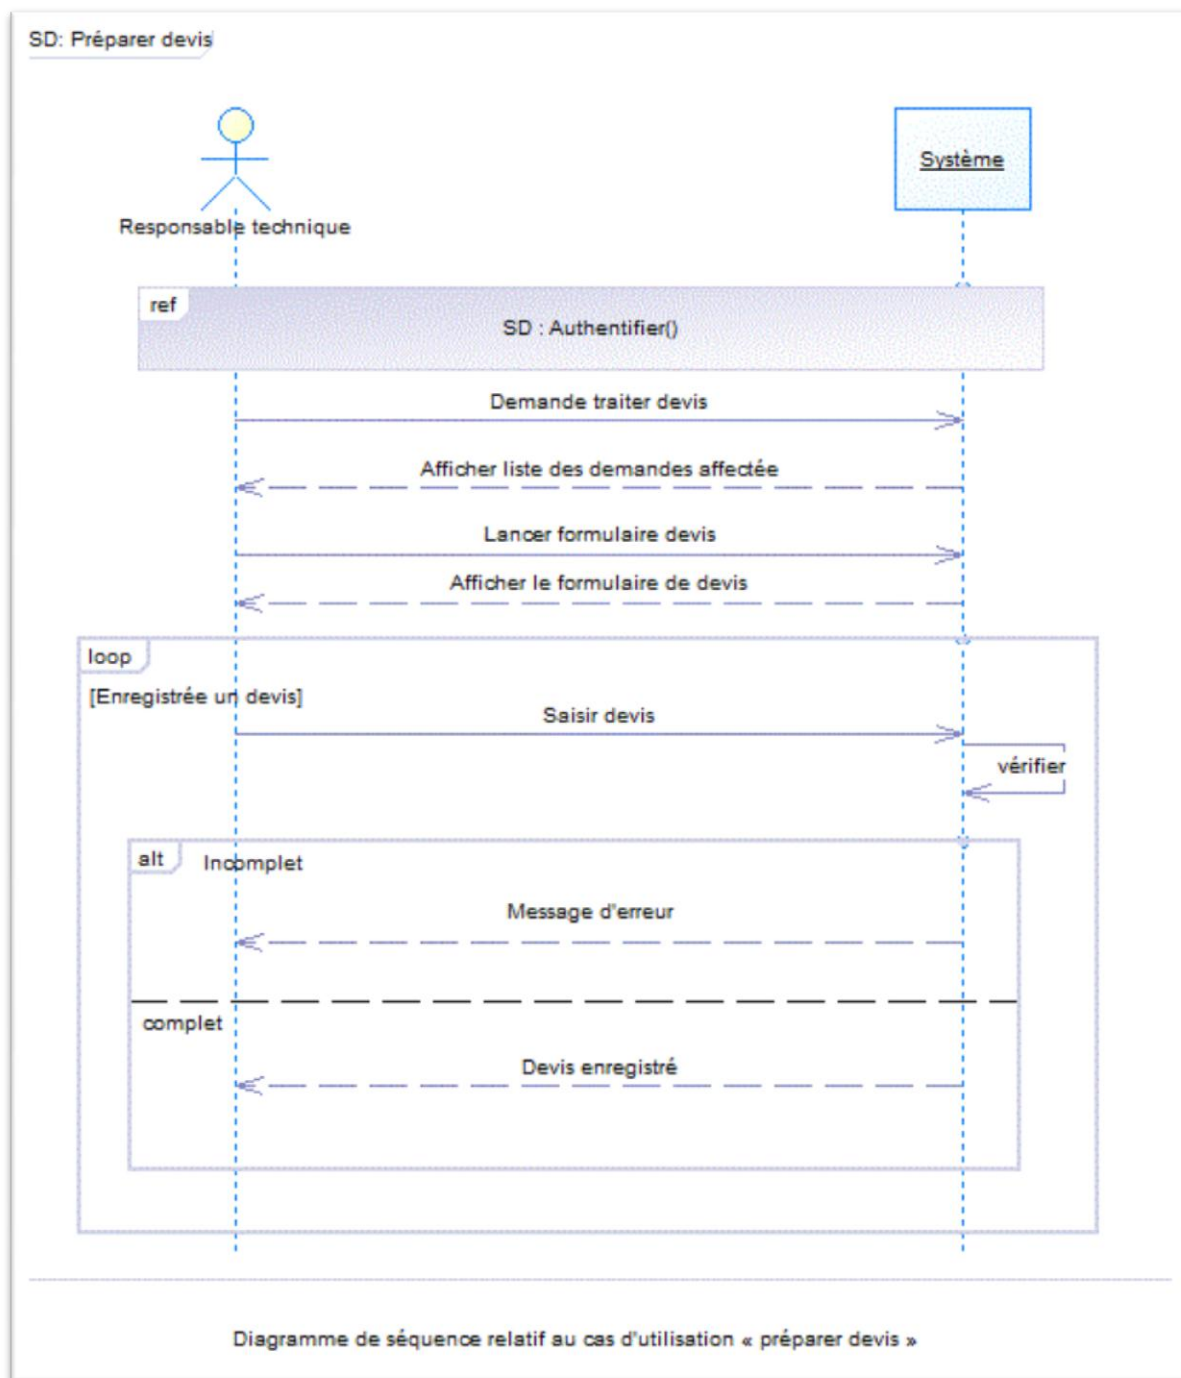 SD: Préparer devis
Système
Responsable technique
ref
SD : Authentifier()
Demande traiter devis
Afficher liste des demandes affectée
Lancer formulaire devis
Afficher le formulaire de devis
loop
[Enregistrée un devis]
Saisir devis
vérifier
alt
Incomplet
Message d'erreur
complet
Devis enregistré
Diagramme de séquence relatif au cas d'utilisation « préparer devis »